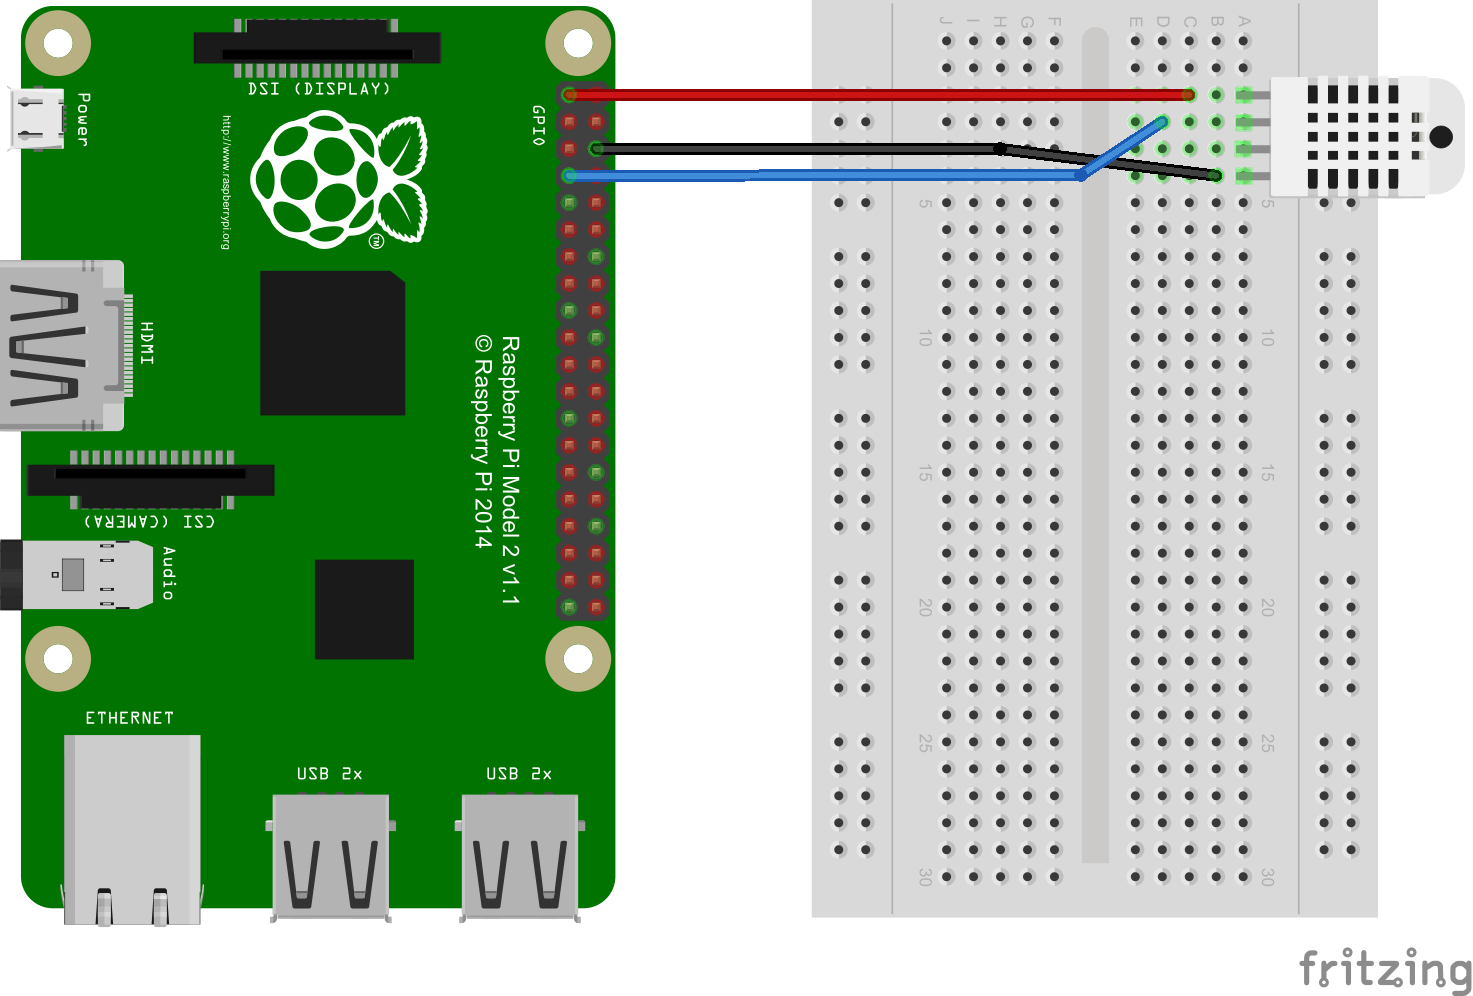 DSI (DISPLAY)
Power
http://www.raspberrypi.org
TM
GPIO
HDMI
Raspberry Pi Model 2 v1.1
© Raspberry Pi 2014
CSI (CAMERA)
Audio
ETHERNET
USB 2x
USB 2x
J I H G F E D C B A
5 5
10 10
15 15
20 20
25 25
30 30
fritzing